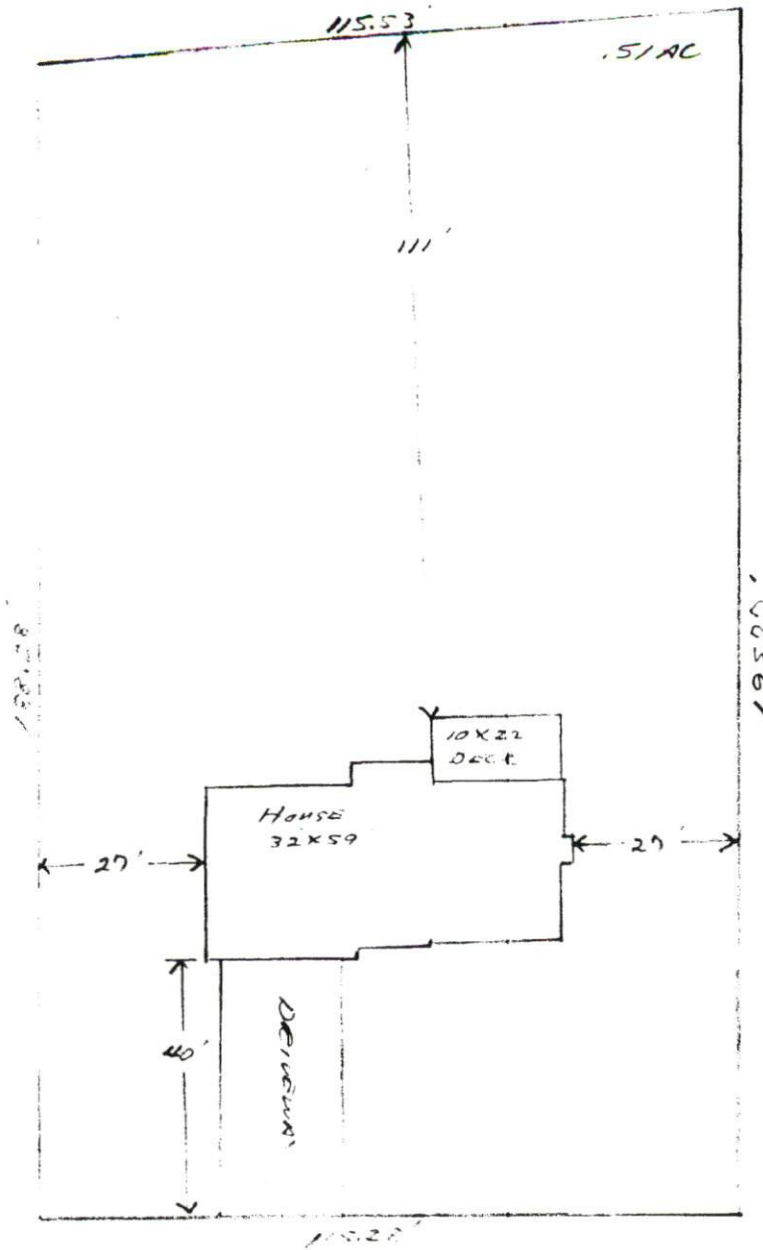 115.53'
.51 AC
111'
10 X 22
DECK
HOUSE
32 X 59
27'
27'
40'
DRIVEWAY